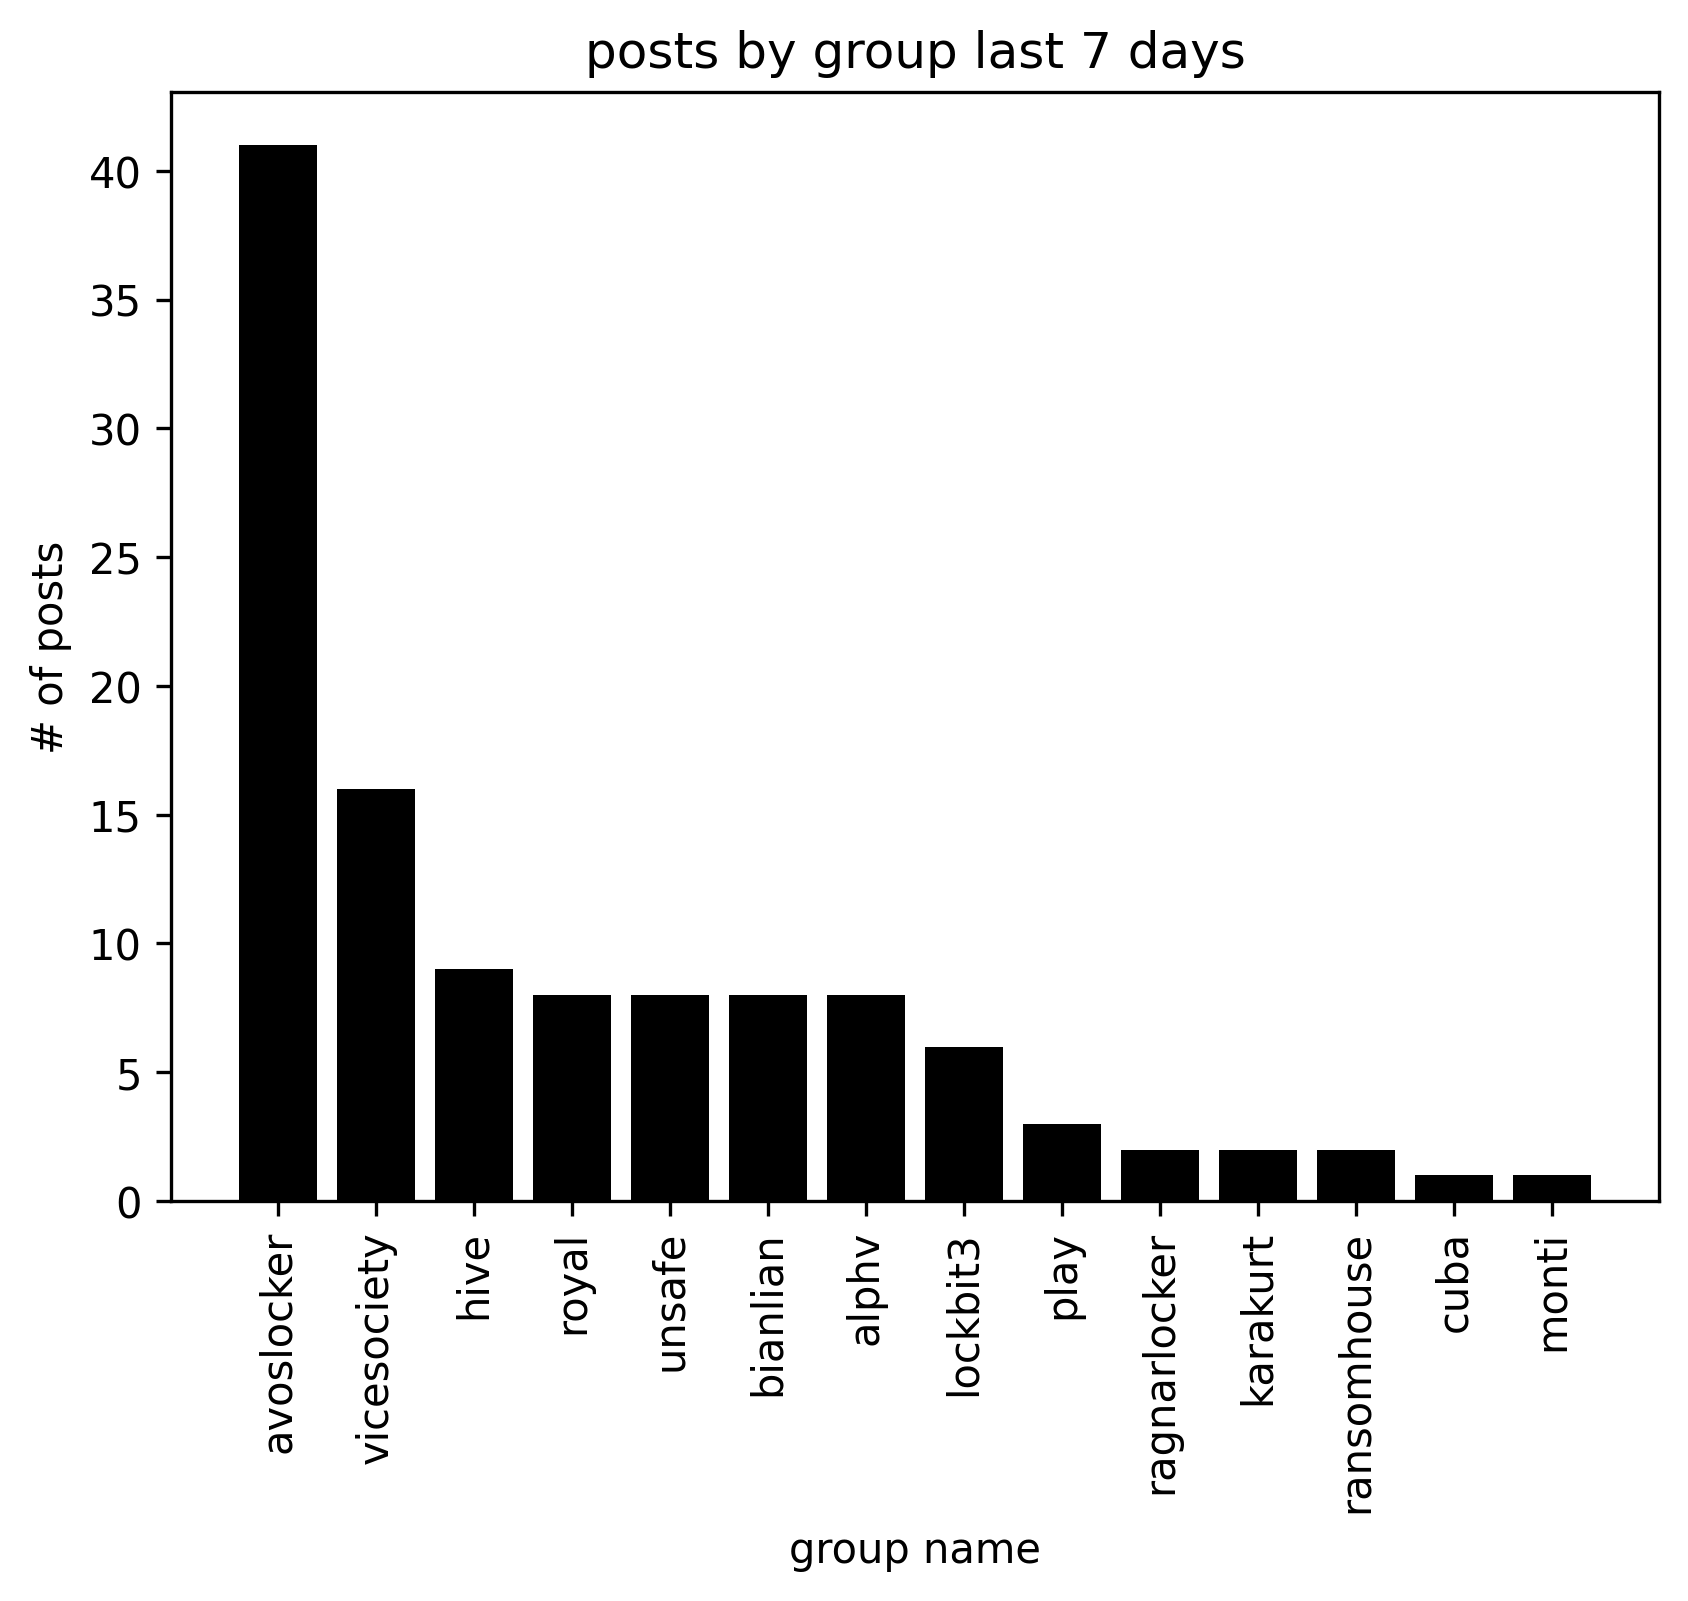 posts by group last 7 days
# of posts
40
35
30
25
20
15
10
5
0
avoslocker
vicesociety
hive
royal
unsafe
bianlian
alphv
lockbit3
play
ragnarlocker
karakurt
ransomhouse
cuba
monti
group name